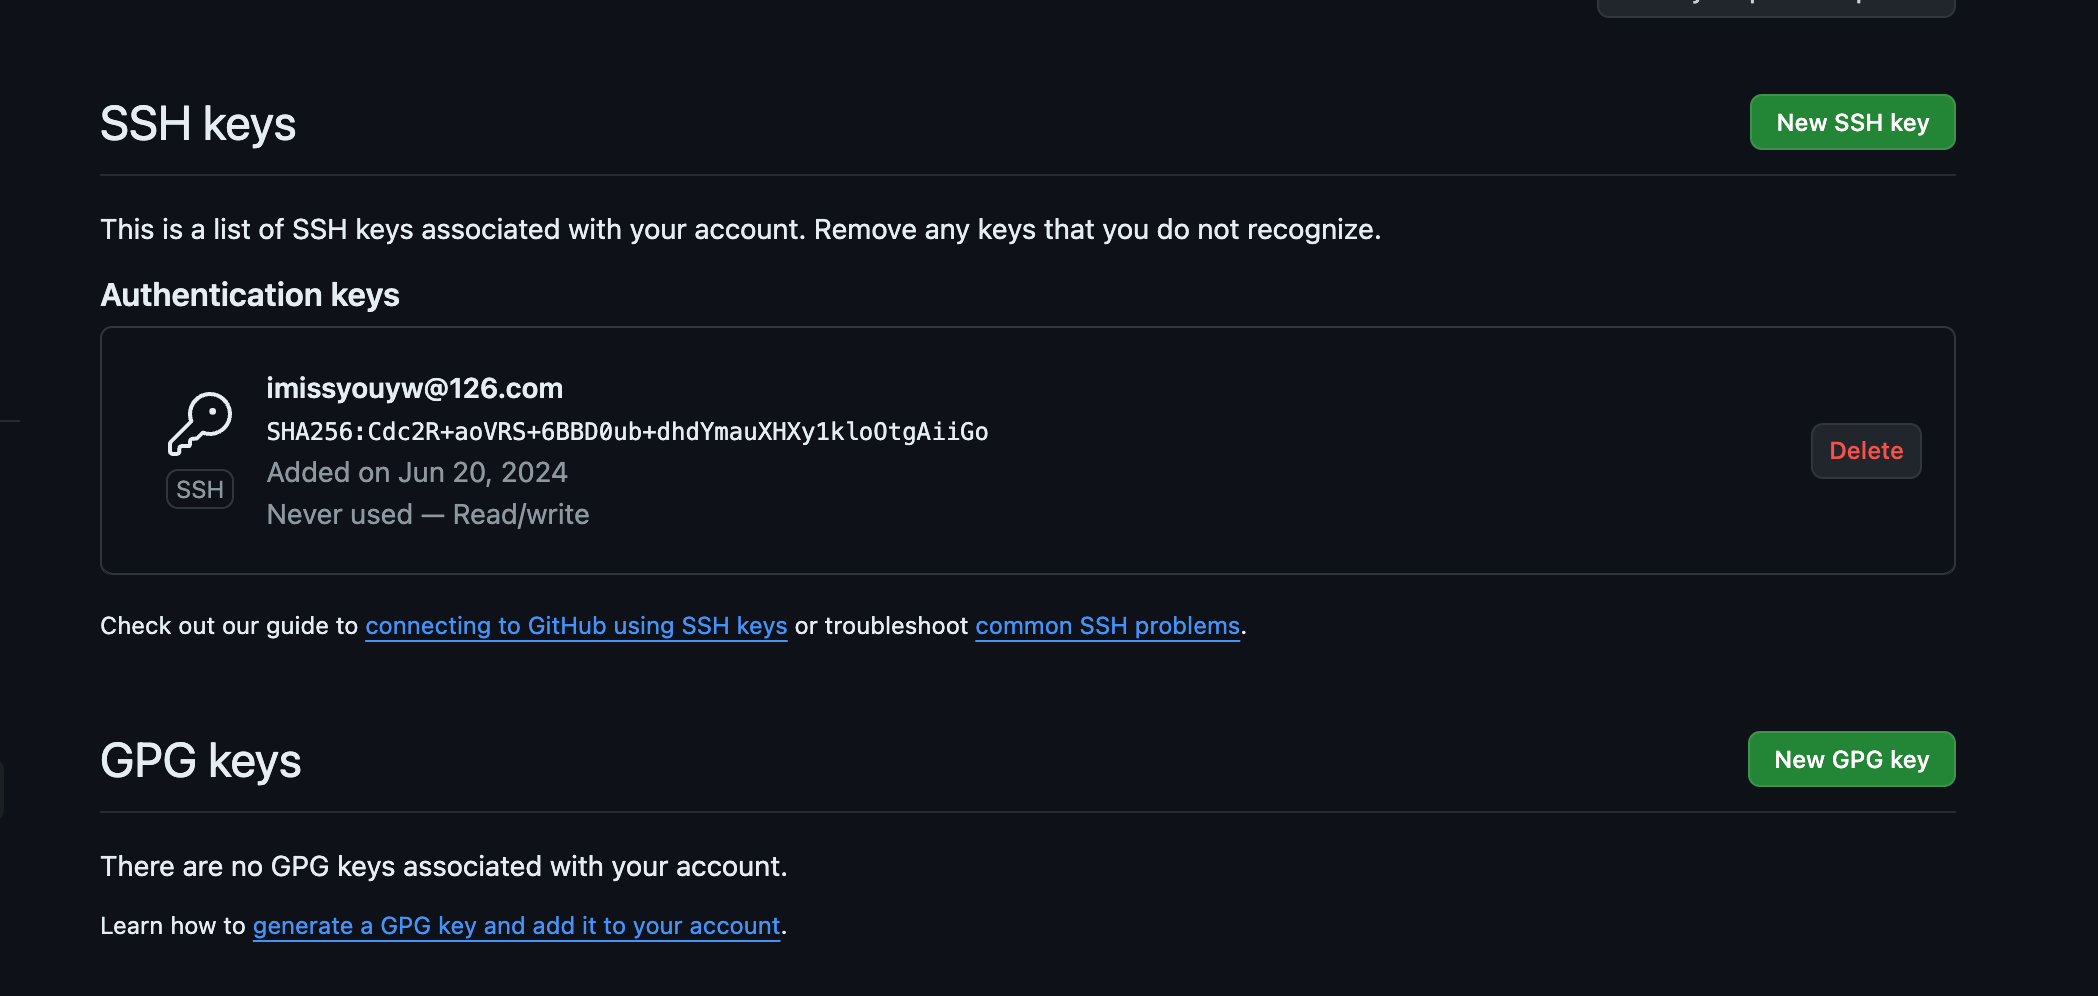 SSH keys
New SSH key
This is a list of SSH keys associated with your account. Remove any keys that you do not recognize.
Authentication keys
imissyouyw@126.com
SHA256:Cdc2R+aoVRS+6BBD0ub+dhdYmauXHXy1kloOtgAiiGo
Added on Jun 20, 2024
SSH
Never used — Read/write
Delete
Check out our guide to connecting to GitHub using SSH keys or troubleshoot common SSH problems.
GPG keys
New GPG key
There are no GPG keys associated with your account.
Learn how to generate a GPG key and add it to your account.